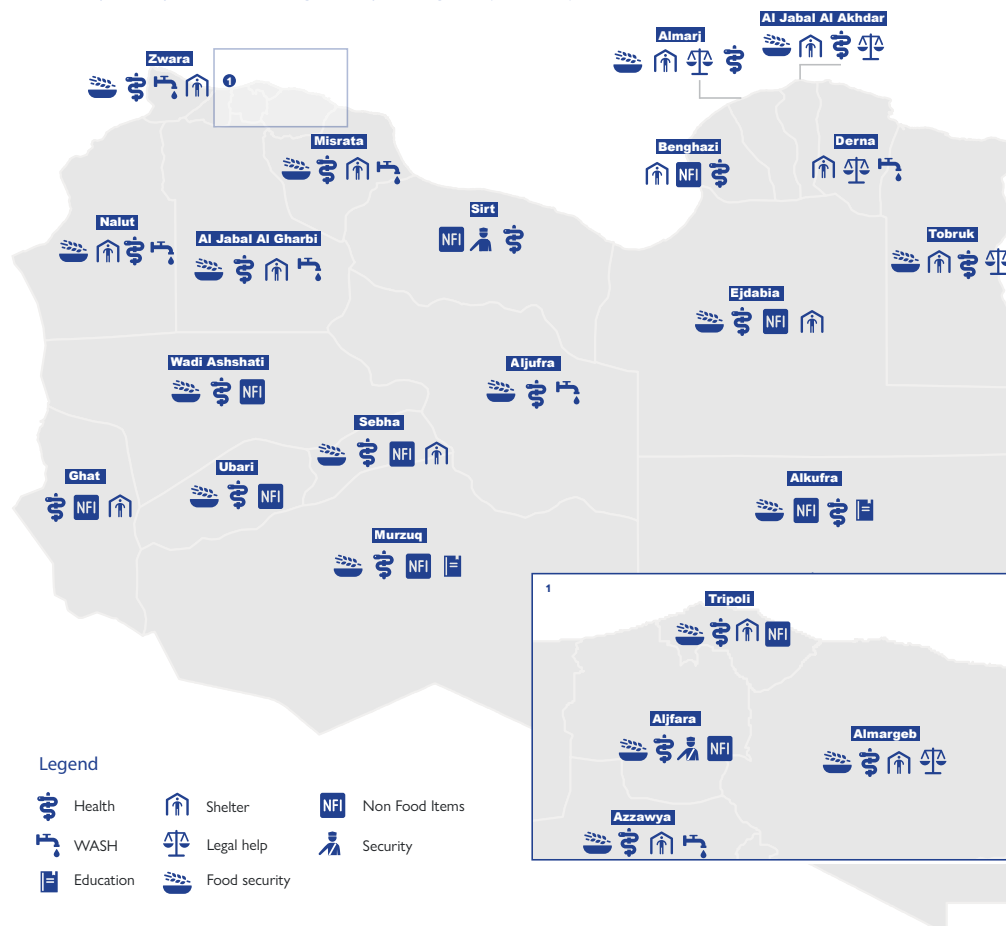 Al Jabal Al Akhdar
Almarj
Zwara
1
Misrata
Benghazi
Derna
Sirt
Nalut
Al Jabal Al Gharbi
Tobruk
NFI
NFI
Ejdabia
NFI
Wadi Ashshati
NFI
Aljufra
Sebha
NFI
Ghat
NFI
Ubari
NFI
Alkufra
NFI
Murzuq
NFI
1
Tripoli
NFI
Aljfara
NFI
Almargeb
Azzawya
Legend
Health
Shelter
NFI Non Food Items
WASH
Legal help
Security
Education
Food security